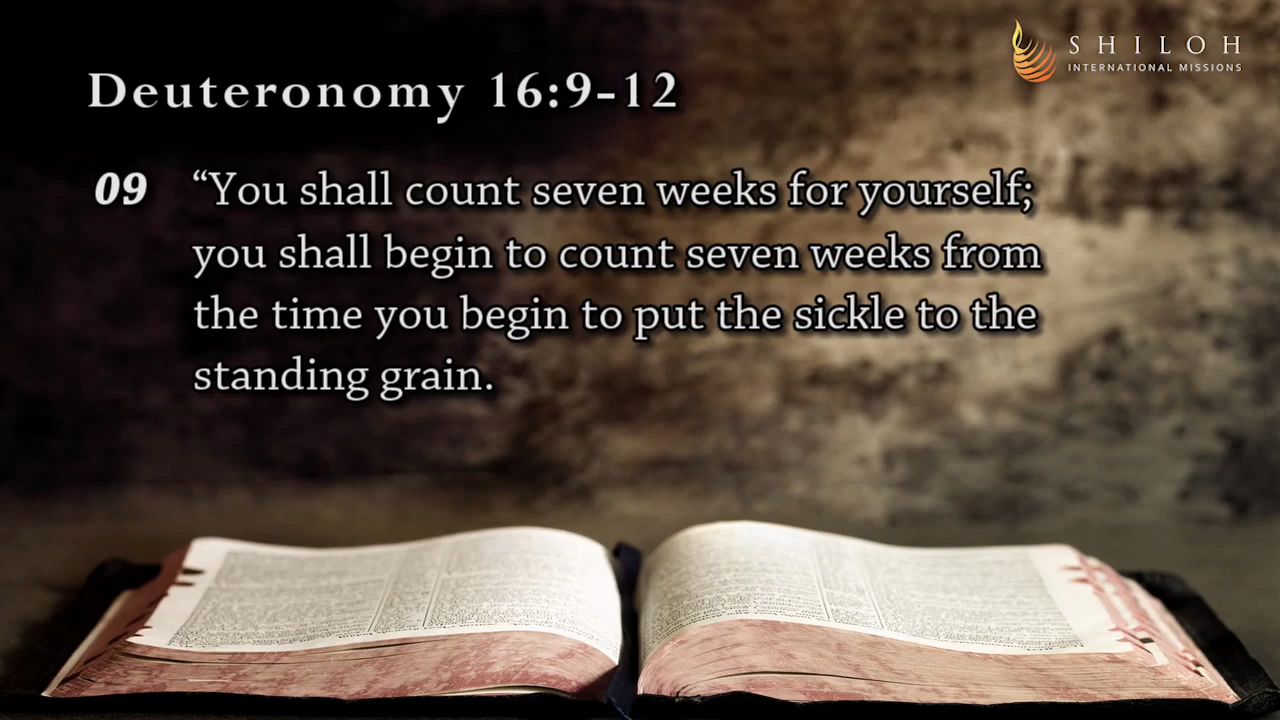 SHILOH
INTERNATIONAL MISSIONS
Deuteronomy 16:9-12
09 “You shall count seven weeks for yourself;
you shall begin to count seven weeks from
the time you begin to put the sickle to the
standing grain.